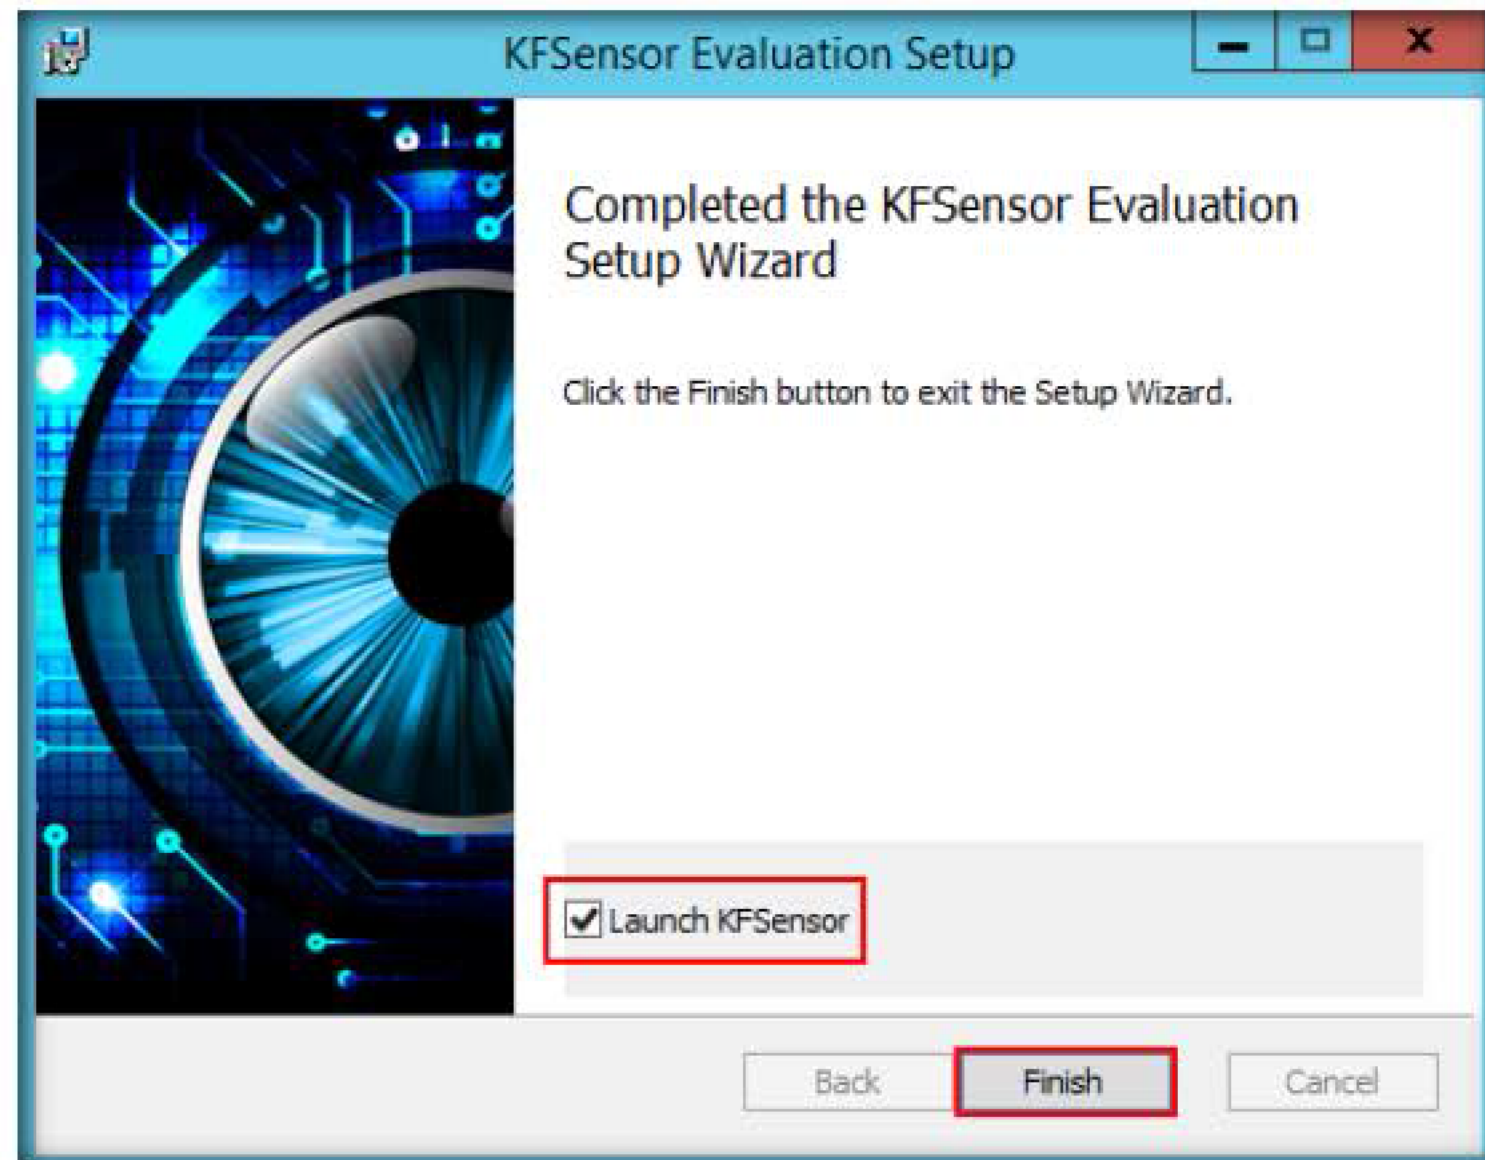 KFSensor Evaluation Setup
Completed the KFSensor Evaluation
Setup Wizard
Click the Finish button to exit the Setup Wizard.
Launch KFSensor
Back
Finish
Cancel